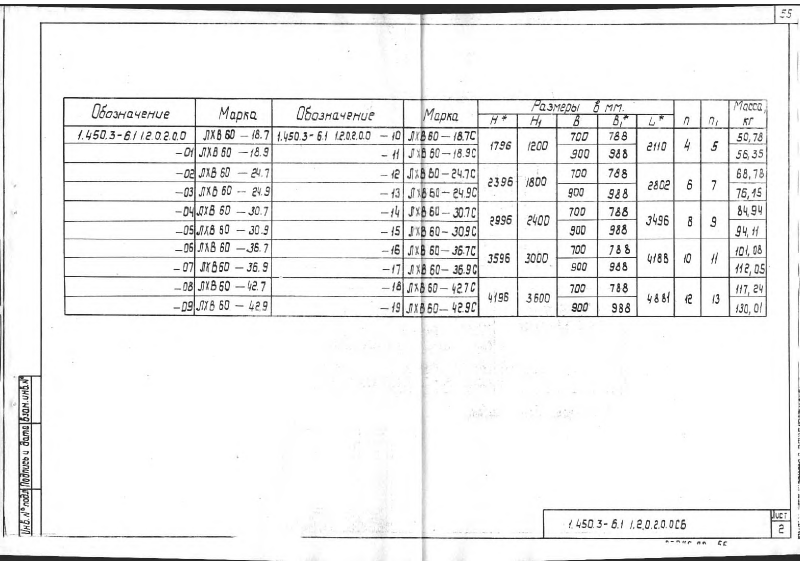 55
Обозначение Марка Обозначение Марка Размеры в мм. Масса, кг
H* H₁ B B₁* L* n n₁
1.450.3-6.1 1.2.0.2.0.0 ЛХВ 60 — 18.7 1.450.3-6.1 1.2.0.2.0.0 — 10 ЛХВ 60 — 18.7С 1796 1200 700 788 2110 4 5 50,78
— 01 ЛХВ 60 — 18.9 — 11 ЛХВ 60 — 18.9С 900 988 56,35
— 02 ЛХВ 60 — 24.7 — 12 ЛХВ 60 — 24.7С 2396 1800 700 788 2802 6 7 68,78
— 03 ЛХВ 60 — 24.9 — 13 ЛХВ 60 — 24.9С 900 988 76,15
— 04 ЛХВ 60 — 30.7 — 14 ЛХВ 60 — 30.7С 2996 2400 700 788 3496 8 9 84,94
— 05 ЛХВ 60 — 30.9 — 15 ЛХВ 60 — 30.9С 900 988 94,11
— 06 ЛХВ 60 — 36.7 — 16 ЛХВ 60 — 36.7С 3596 3000 700 788 4188 10 11 101,08
— 07 ЛХВ 60 — 36.9 — 17 ЛХВ 60 — 36.9С 900 988 112,05
— 08 ЛХВ 60 — 42.7 — 18 ЛХВ 60 — 42.7С 4196 3600 700 788 4881 12 13 117,24
— 09 ЛХВ 60 — 42.9 — 19 ЛХВ 60 — 42.9С 900 988 130,01
Инв. № подл. Подпись и дата Взам. инв. №
1.450.3-6.1 1.2.0.2.0.0СБ
Лист
2